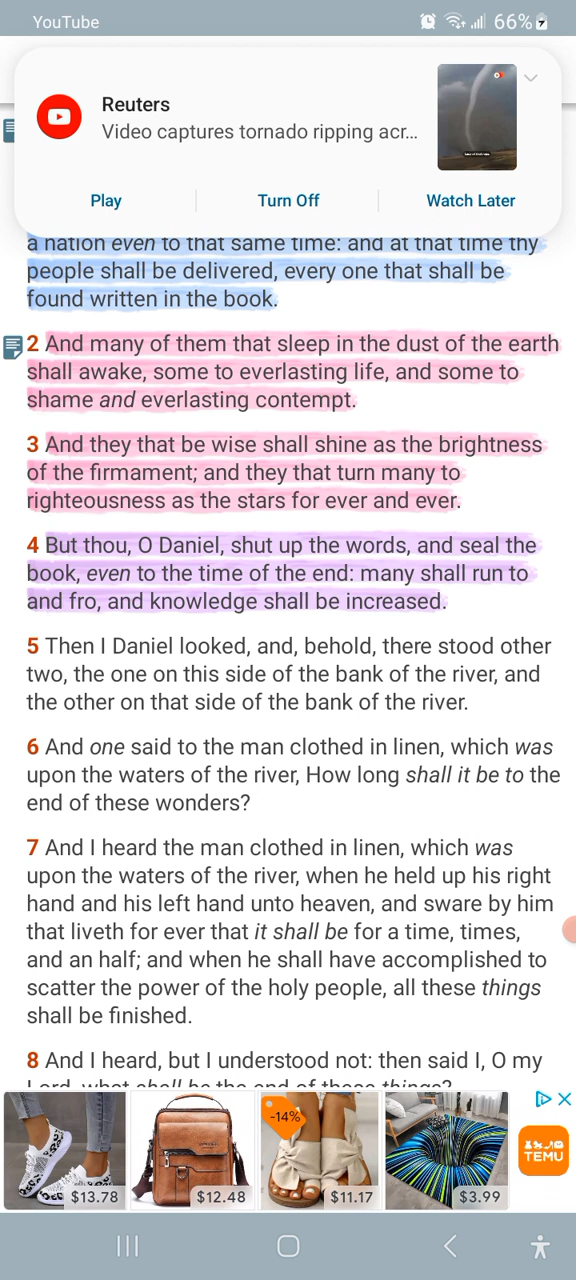 YouTube
66%
Reuters
Video captures tornado ripping acr...
Play
Turn Off
Watch Later
a nation even to that same time: and at that time thy
people shall be delivered, every one that shall be
found written in the book.
2 And many of them that sleep in the dust of the earth
shall awake, some to everlasting life, and some to
shame and everlasting contempt.
3 And they that be wise shall shine as the brightness
of the firmament; and they that turn many to
righteousness as the stars for ever and ever.
4 But thou, O Daniel, shut up the words, and seal the
book, even to the time of the end: many shall run to
and fro, and knowledge shall be increased.
5 Then I Daniel looked, and, behold, there stood other
two, the one on this side of the bank of the river, and
the other on that side of the bank of the river.
6 And one said to the man clothed in linen, which was
upon the waters of the river, How long shall it be to the
end of these wonders?
7 And I heard the man clothed in linen, which was
upon the waters of the river, when he held up his right
hand and his left hand unto heaven, and sware by him
that liveth for ever that it shall be for a time, times,
and an half; and when he shall have accomplished to
scatter the power of the holy people, all these things
shall be finished.
8 And I heard, but I understood not: then said I, O my
Lord, what shall be the end of these things?
-14%
$13.78
$12.48
$11.17
$3.99
TEMU